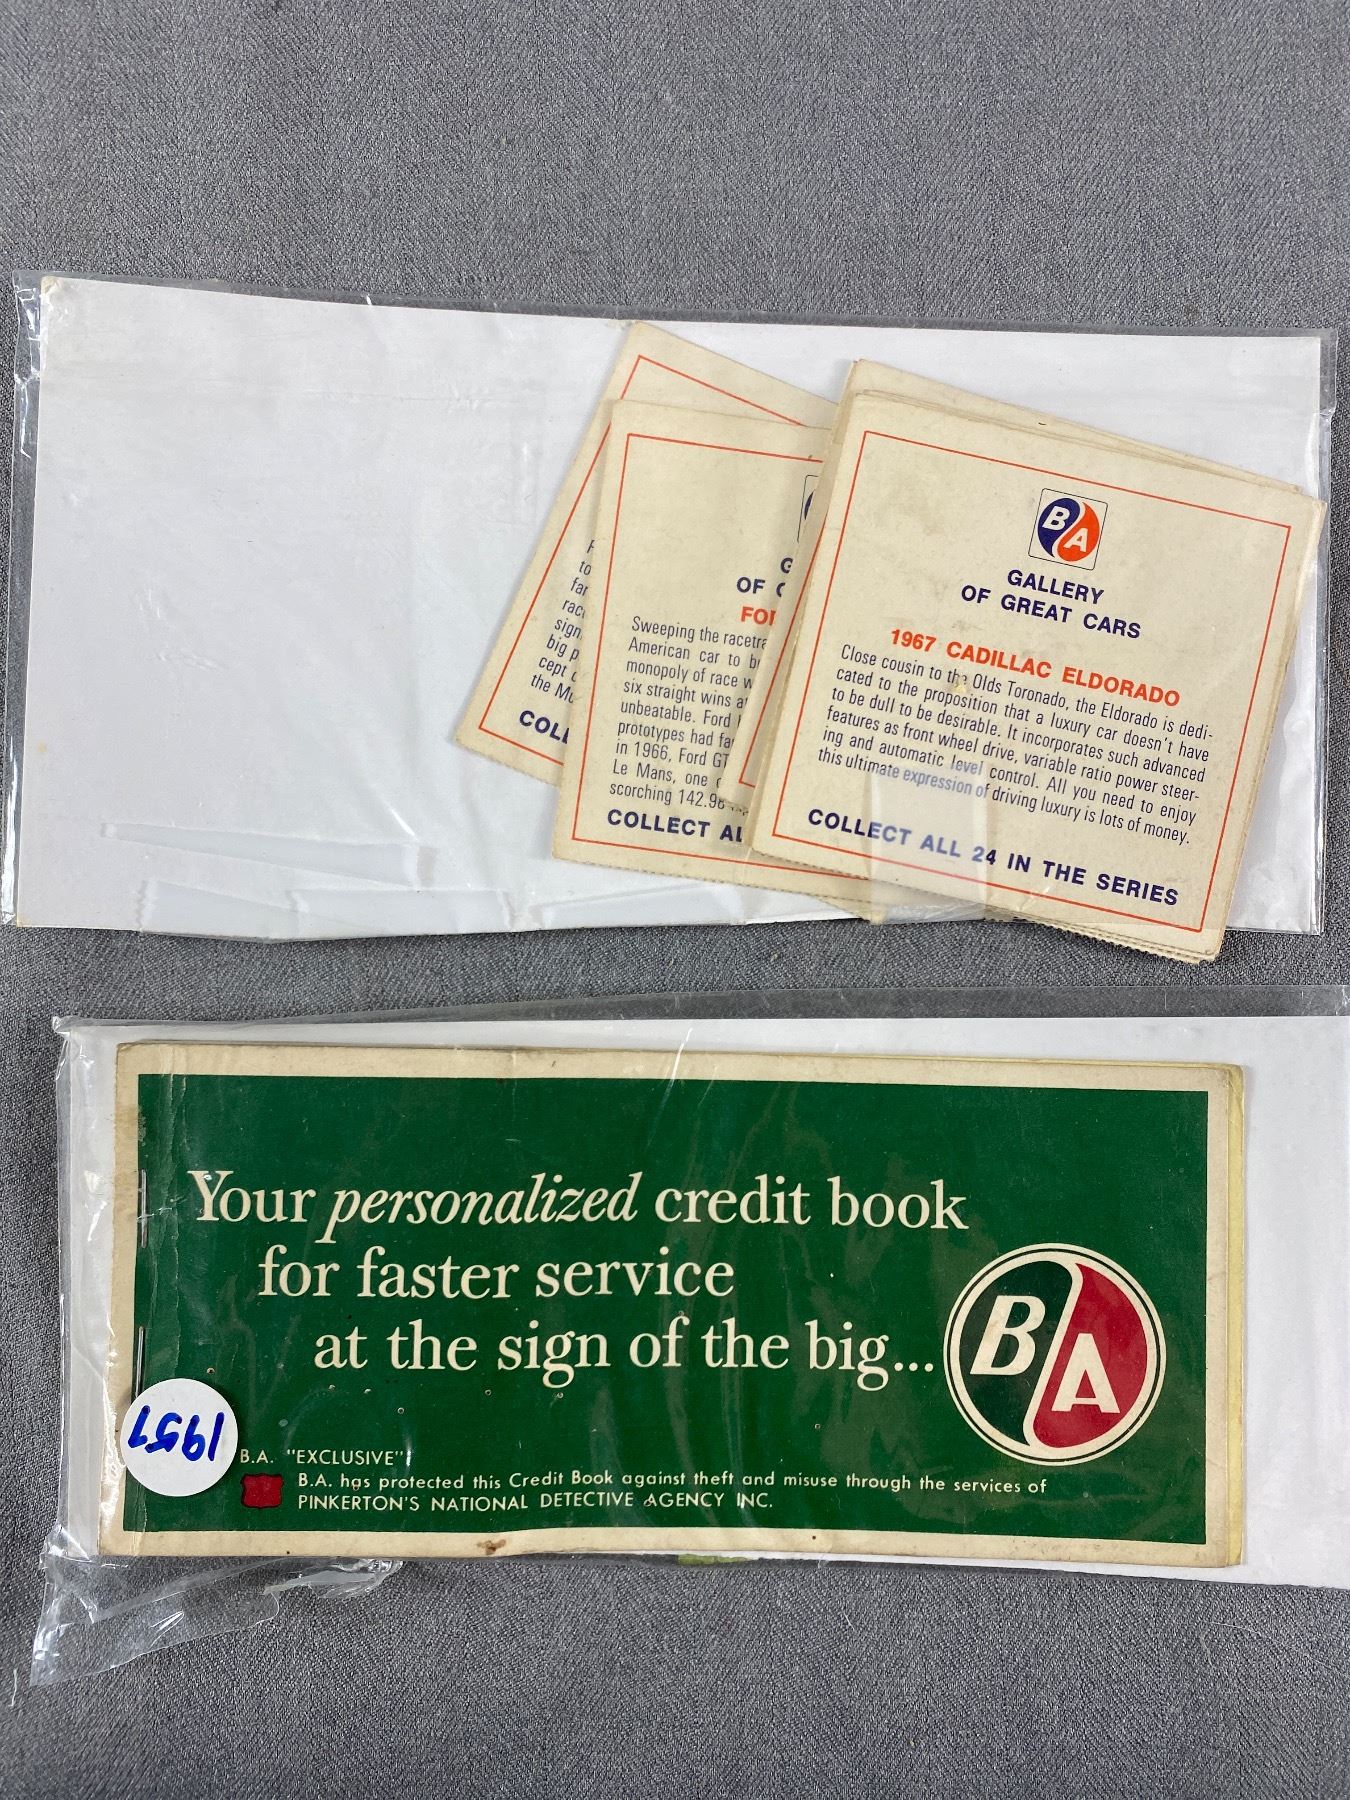 BA
GALLERY
OF GREAT CARS
1967 CADILLAC ELDORADO
Close cousin to the Olds Toronado, the Eldorado is dedi-
cated to the proposition that a luxury car doesn't have
to be dull to be desirable. It incorporates such advanced
features as front wheel drive, variable ratio power steer-
ing and automatic level control. All you need to enjoy
this ultimate expression of driving luxury is lots of money.
COLLECT ALL 24 IN THE SERIES
OF
Sweeping the
American car to
monopoly of race
six straight wins
unbeatable. Ford
prototypes had
in 1966, Ford GT
Le Mans, one
scorching 142.98
COLLECT
to
big
the
Your personalized credit book
for faster service
at the sign of the big...
BA
1957
B.A. "EXCLUSIVE"
B.A. has protected this Credit Book against theft and misuse through the services of
PINKERTON'S NATIONAL DETECTIVE AGENCY INC.